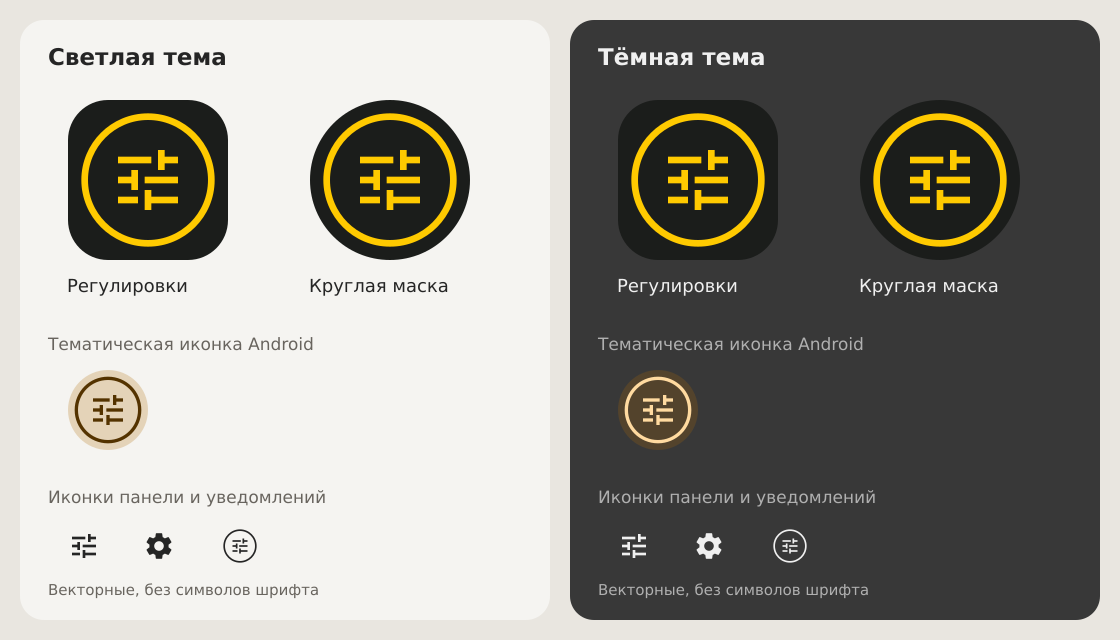 Светлая тема
Регулировки
Круглая маска
Тематическая иконка Android
Иконки панели и уведомлений
Векторные, без символов шрифта
Тёмная тема
Регулировки
Круглая маска
Тематическая иконка Android
Иконки панели и уведомлений
Векторные, без символов шрифта